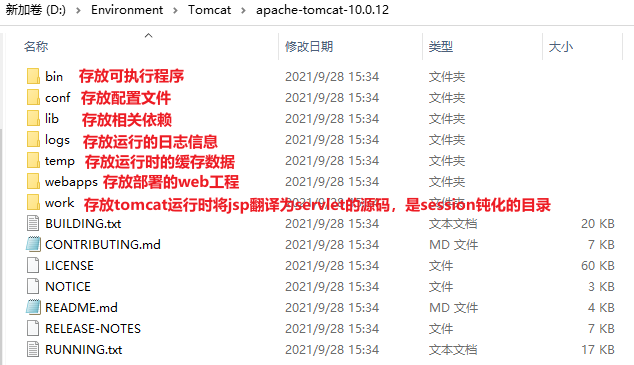 新加卷 (D:) > Environment > Tomcat > apache-tomcat-10.0.12
名称 修改日期 类型 大小
bin 存放可执行程序 2021/9/28 15:34 文件夹
conf 存放配置文件 2021/9/28 15:34 文件夹
lib 存放相关依赖 2021/9/28 15:34 文件夹
logs 存放运行的日志信息 2021/9/28 15:34 文件夹
temp 存放运行时的缓存数据 2021/9/28 15:34 文件夹
webapps 存放部署的web工程 2021/9/28 15:34 文件夹
work 存放tomcat运行时将jsp翻译为servlet的源码，是session钝化的目录
BUILDING.txt 2021/9/28 15:34 文本文档 20 KB
CONTRIBUTING.md 2021/9/28 15:34 MD 文件 7 KB
LICENSE 2021/9/28 15:34 文件 60 KB
NOTICE 2021/9/28 15:34 文件 3 KB
README.md 2021/9/28 15:34 MD 文件 4 KB
RELEASE-NOTES 2021/9/28 15:34 文件 7 KB
RUNNING.txt 2021/9/28 15:34 文本文档 17 KB